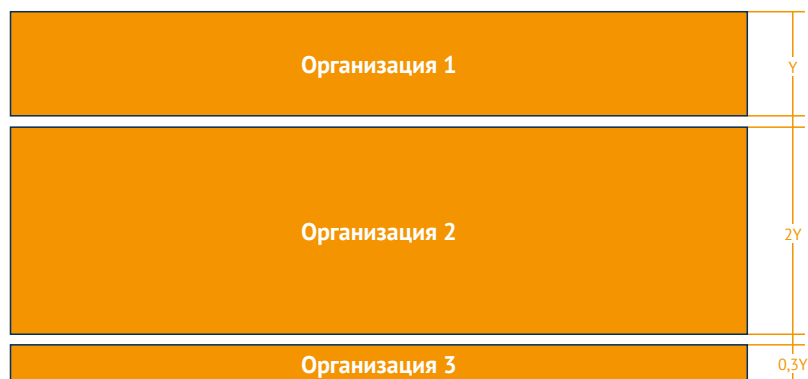 Организация 1
Y
Организация 2
2Y
Организация 3
0,3Y